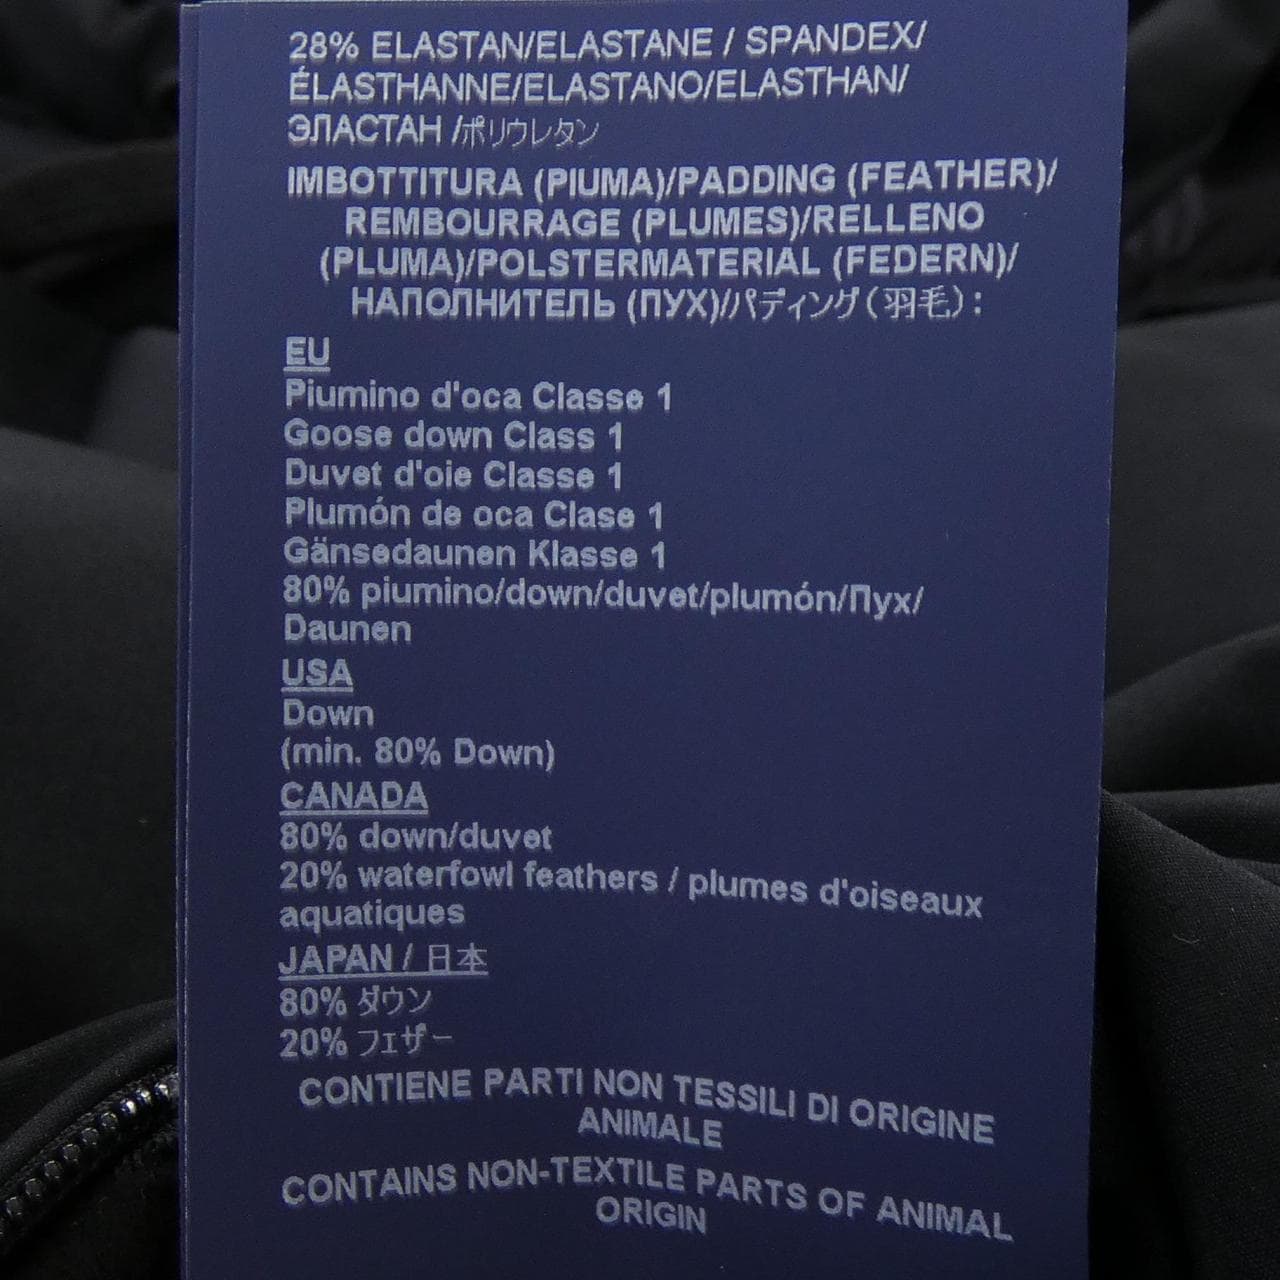 28% ELASTAN/ELASTANE / SPANDEX/
ÉLASTHANNE/ELASTANO/ELASTHAN/
ЭЛАСТАН /ポリウレタン
IMBOTTITURA (PIUMA)/PADDING (FEATHER)/
REMBOURRAGE (PLUMES)/RELLENO
(PLUMA)/POLSTERMATERIAL (FEDERN)/
НАПОЛНИТЕЛЬ (ПУХ)/パディング(羽毛):
EU
Piumino d'oca Classe 1
Goose down Class 1
Duvet d'oie Classe 1
Plumón de oca Clase 1
Gänsedaunen Klasse 1
80% piumino/down/duvet/plumón/Пух/
Daunen
USA
Down
(min. 80% Down)
CANADA
80% down/duvet
20% waterfowl feathers / plumes d'oiseaux
aquatiques
JAPAN / 日本
80% ダウン
20% フェザー
CONTIENE PARTI NON TESSILI DI ORIGINE
ANIMALE
CONTAINS NON-TEXTILE PARTS OF ANIMAL
ORIGIN